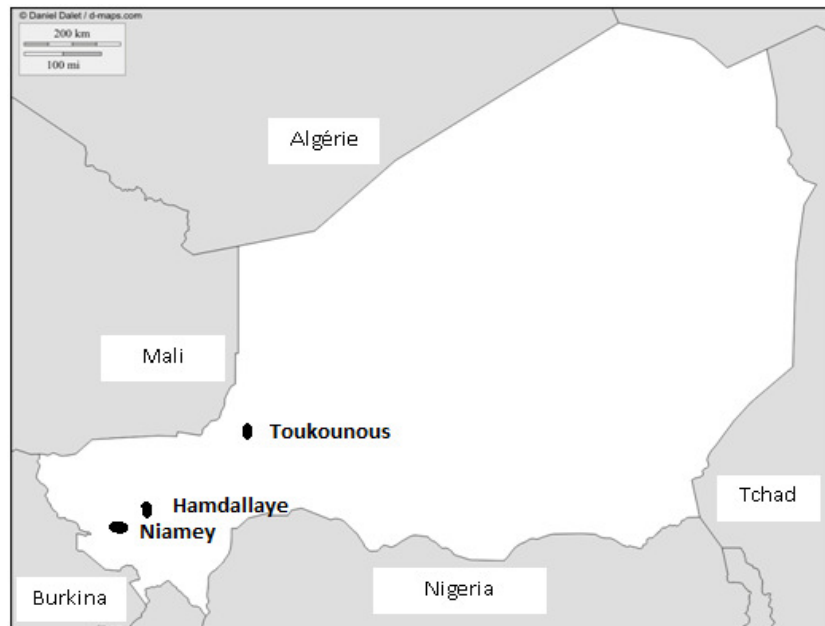 © Daniel Dalet / d-maps.com
200 km
100 mi
Algérie
Mali
Toukounous
Hamdallaye
Niamey
Tchad
Burkina
Nigeria